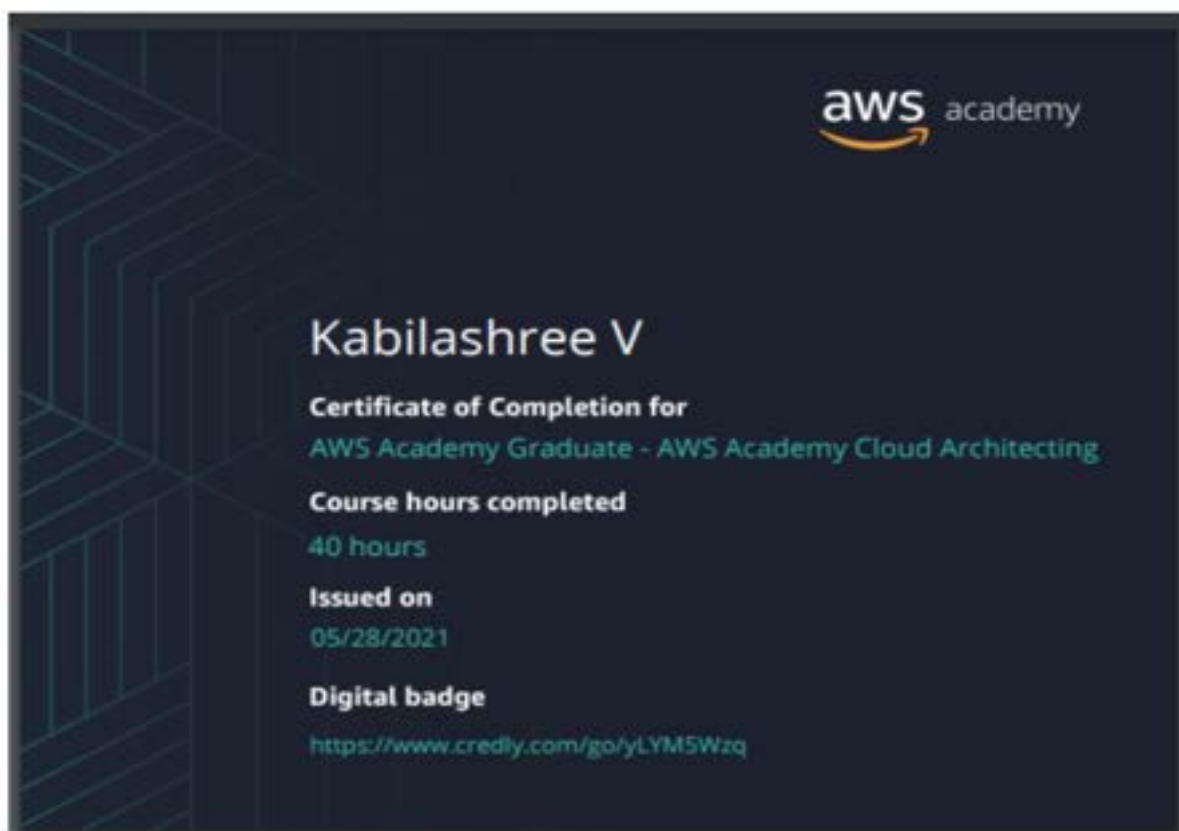 aws academy
Kabilashree V
Certificate of Completion for
AWS Academy Graduate - AWS Academy Cloud Architecting
Course hours completed
40 hours
Issued on
05/28/2021
Digital badge
https://www.credly.com/go/yLYM5Wzq